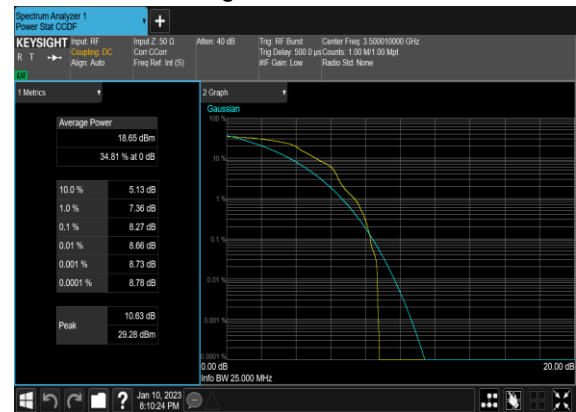 Spectrum Analyzer 1
Power Stat CCDF
+
KEYSIGHT
R T
LU
Input: RF
Coupling: DC
Align: Auto
Input Z: 50 Ω
Corr CCorr
Freq Ref: Int (S)
Atten: 40 dB
Trig: RF Burst
Trig Delay: 500.0 µs
#IF Gain: Low
Center Freq: 3.500010000 GHz
Counts: 1.00 M/1.00 Mpt
Radio Std: None
1 Metrics
Average Power
18.65 dBm
34.81 % at 0 dB
10.0 % 5.13 dB
1.0 % 7.36 dB
0.1 % 8.27 dB
0.01 % 8.66 dB
0.001 % 8.73 dB
0.0001 % 8.78 dB
Peak
10.63 dB
29.28 dBm
2 Graph
Gaussian
100 %
10 %
1 %
0.1 %
0.01 %
0.001 %
0.0001 %
0.00 dB
20.00 dB
Info BW 25.000 MHz
?
Jan 10, 2023
8:10:24 PM